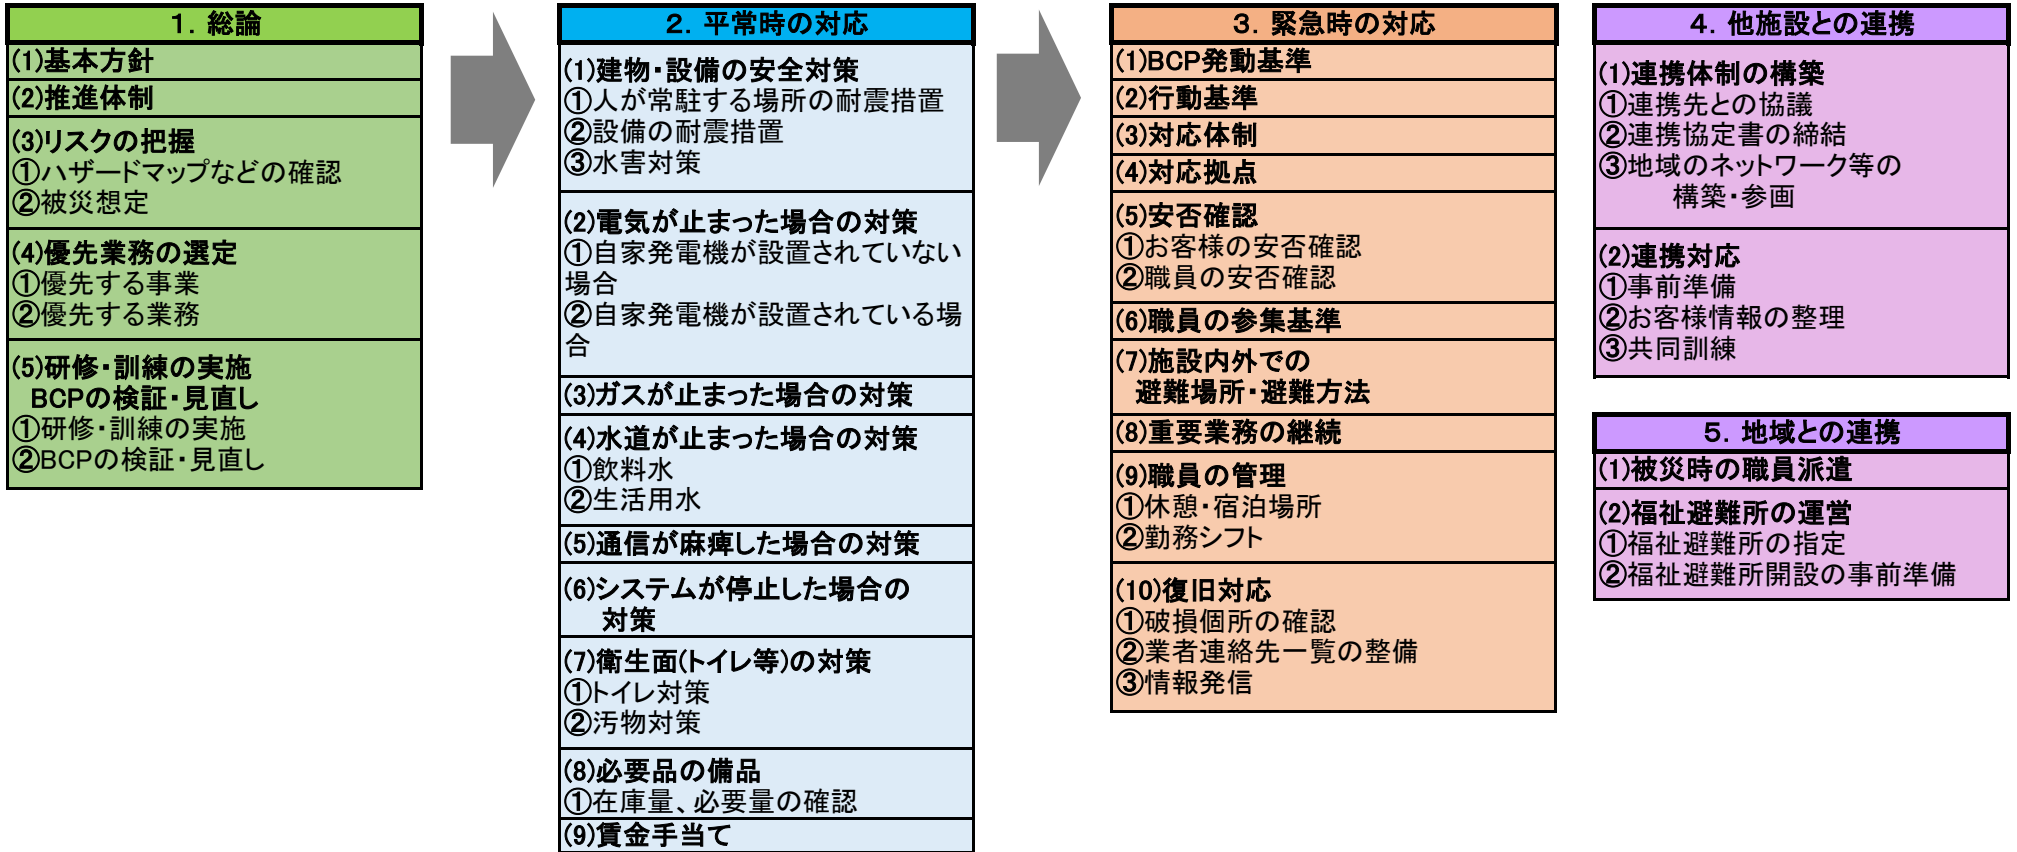 1．総論
(1)基本方針
(2)推進体制
(3)リスクの把握
①ハザードマップなどの確認
②被災想定
(4)優先業務の選定
①優先する事業
②優先する業務
(5)研修・訓練の実施
BCPの検証・見直し
①研修・訓練の実施
②BCPの検証・見直し
2．平常時の対応
(1)建物・設備の安全対策
①人が常駐する場所の耐震措置
②設備の耐震措置
③水害対策
(2)電気が止まった場合の対策
①自家発電機が設置されていない
場合
②自家発電機が設置されている場
合
(3)ガスが止まった場合の対策
(4)水道が止まった場合の対策
①飲料水
②生活用水
(5)通信が麻痺した場合の対策
(6)システムが停止した場合の
対策
(7)衛生面(トイレ等)の対策
①トイレ対策
②汚物対策
(8)必要品の備品
①在庫量、必要量の確認
(9)賃金手当て
3．緊急時の対応
(1)BCP発動基準
(2)行動基準
(3)対応体制
(4)対応拠点
(5)安否確認
①お客様の安否確認
②職員の安否確認
(6)職員の参集基準
(7)施設内外での
避難場所・避難方法
(8)重要業務の継続
(9)職員の管理
①休憩・宿泊場所
②勤務シフト
(10)復旧対応
①破損個所の確認
②業者連絡先一覧の整備
③情報発信
4．他施設との連携
(1)連携体制の構築
①連携先との協議
②連携協定書の締結
③地域のネットワーク等の
構築・参画
(2)連携対応
①事前準備
②お客様情報の整理
③共同訓練
5．地域との連携
(1)被災時の職員派遣
(2)福祉避難所の運営
①福祉避難所の指定
②福祉避難所開設の事前準備